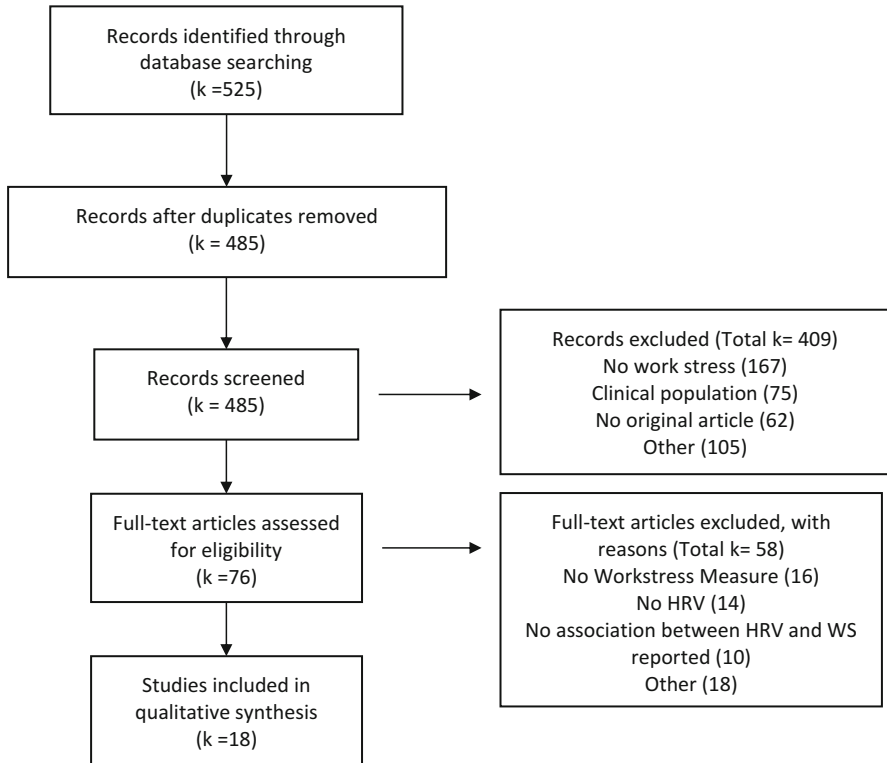 Records identified through
database searching
(k =525)
Records after duplicates removed
(k = 485)
Records screened
(k = 485)
Records excluded (Total k= 409)
No work stress (167)
Clinical population (75)
No original article (62)
Other (105)
Full-text articles assessed
for eligibility
(k =76)
Full-text articles excluded, with
reasons (Total k= 58)
No Workstress Measure (16)
No HRV (14)
No association between HRV and WS
reported (10)
Other (18)
Studies included in
qualitative synthesis
(k =18)